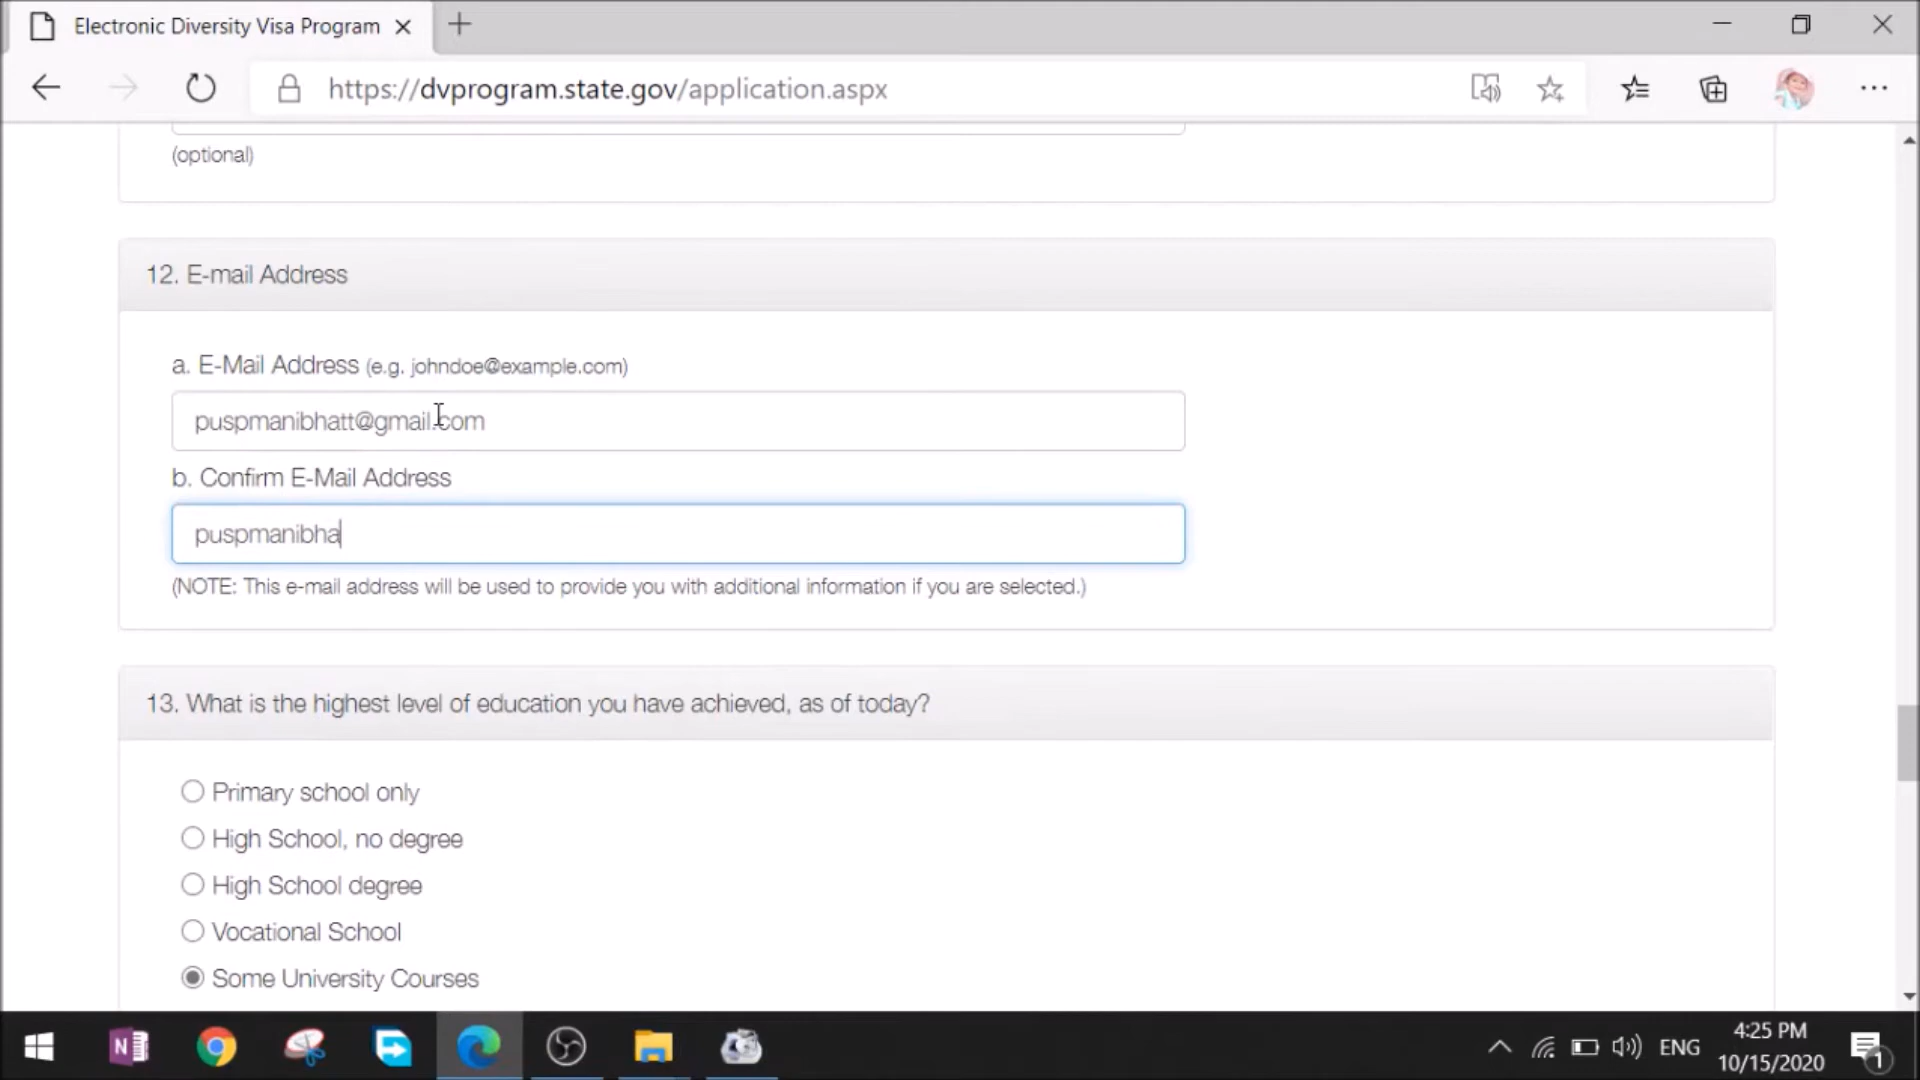 Electronic Diversity Visa Program
https://dvprogram.state.gov/application.aspx
(optional)
12. E-mail Address
a. E-Mail Address (e.g. johndoe@example.com)
puspmanibhatt@gmail.com
b. Confirm E-Mail Address
puspmanibha
(NOTE: This e-mail address will be used to provide you with additional information if you are selected.)
13. What is the highest level of education you have achieved, as of today?
Primary school only
High School, no degree
High School degree
Vocational School
Some University Courses
N
ENG
4:25 PM
10/15/2020
1